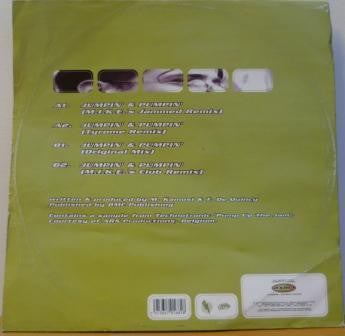 A1. JUMPIN' & PUMPIN'
(M.I.K.E.'s Jammed Remix)
A2. JUMPIN' & PUMPIN'
(Tyrome Remix)
B1. JUMPIN' & PUMPIN'
(Original Mix)
B2. JUMPIN' & PUMPIN'
(M.I.K.E.'s Club Remix)
written & produced by M. Kamosi & E. De Quincy
Published by BMC Publishing
Contains a sample from Technotronic 'Pump Up the Jam'.
Courtesy of ARS Productions, Belgium.